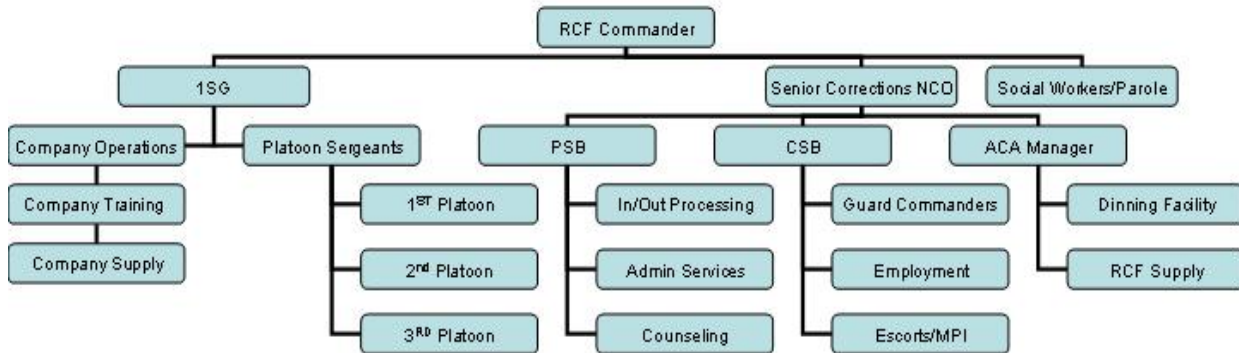 RCF Commander
1SG
Senior Corrections NCO
Social Workers/Parole
Company Operations
Platoon Sergeants
PSB
CSB
ACA Manager
Company Training
1ST Platoon
In/Out Processing
Guard Commanders
Dinning Facility
Company Supply
2nd Platoon
Admin Services
Employment
RCF Supply
3RD Platoon
Counseling
Escorts/MPI